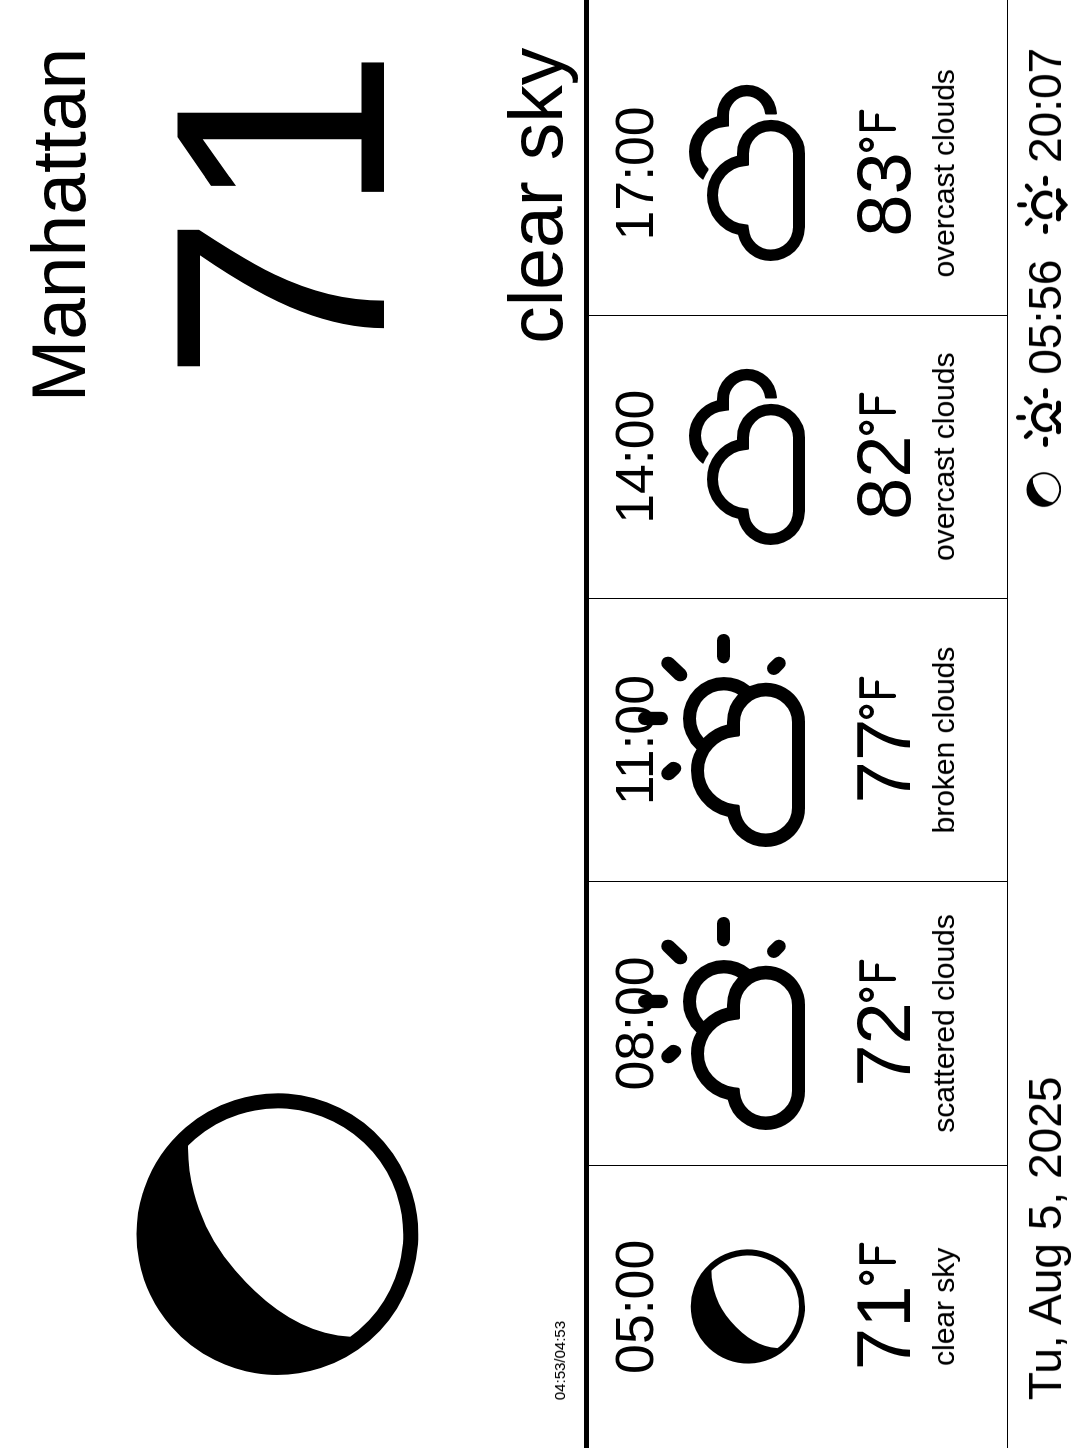 Manhattan
71
clear sky
04:53/04:53
05:00 08:00 11:00 14:00 17:00
71°F 72°F 77°F 82°F 83°F
clear sky scattered clouds broken clouds overcast clouds overcast clouds
Tu, Aug 5, 2025 05:56 20:07